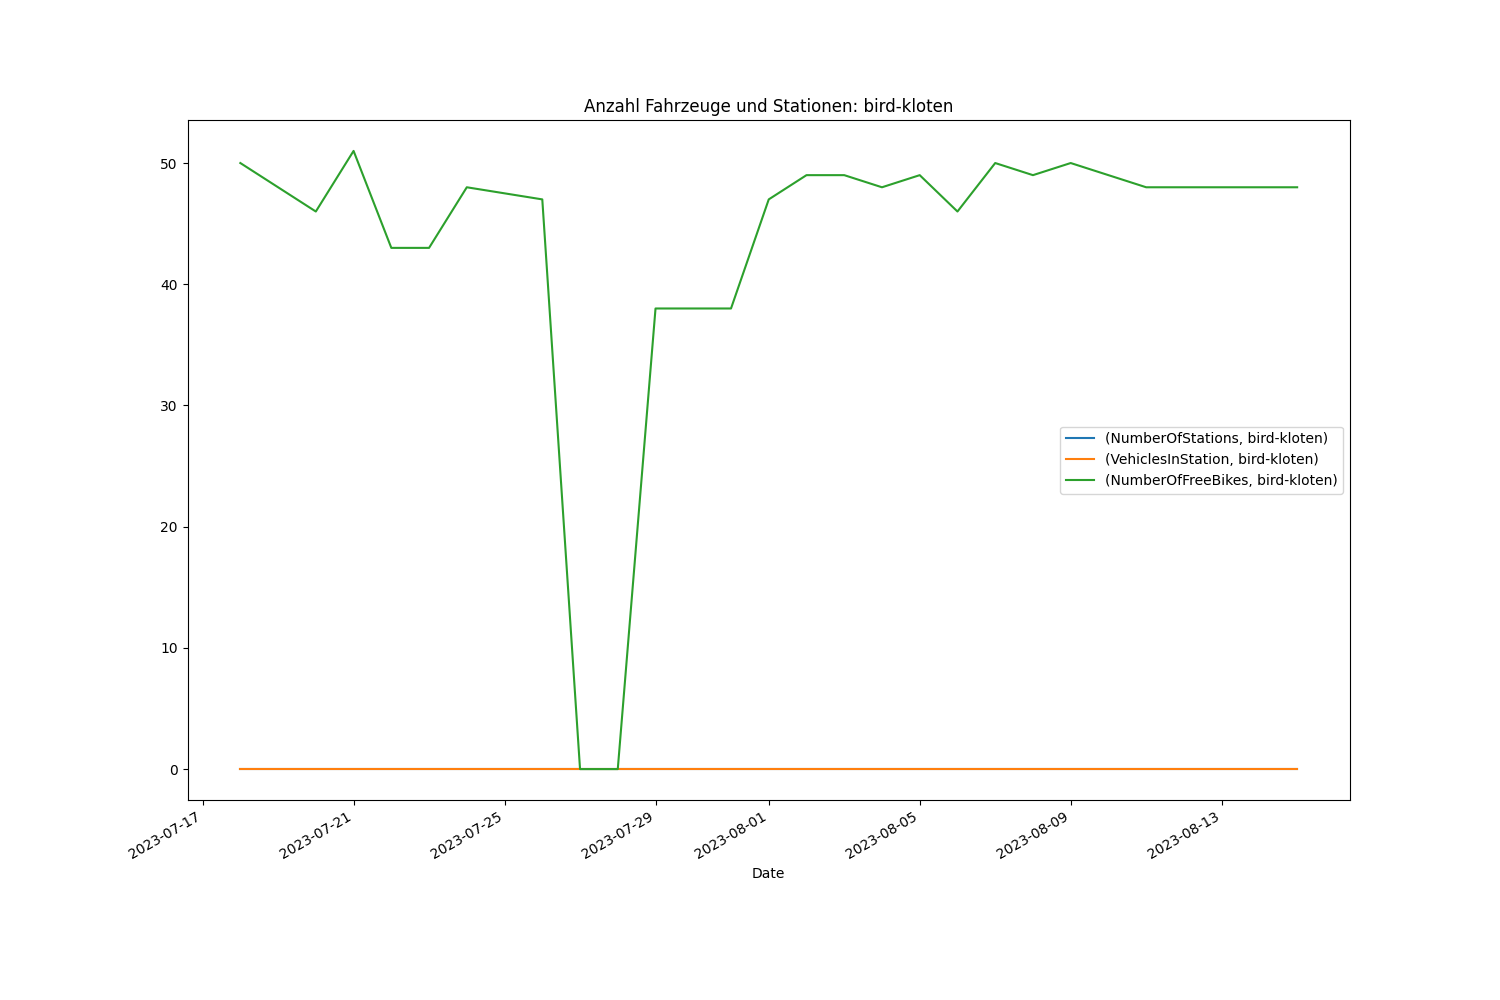 Anzahl Fahrzeuge und Stationen: bird-kloten
50
40
30
20
10
0
(NumberOfStations, bird-kloten)
(VehiclesInStation, bird-kloten)
(NumberOfFreeBikes, bird-kloten)
2023-07-17
2023-07-21
2023-07-25
2023-07-29
2023-08-01
2023-08-05
2023-08-09
2023-08-13
Date